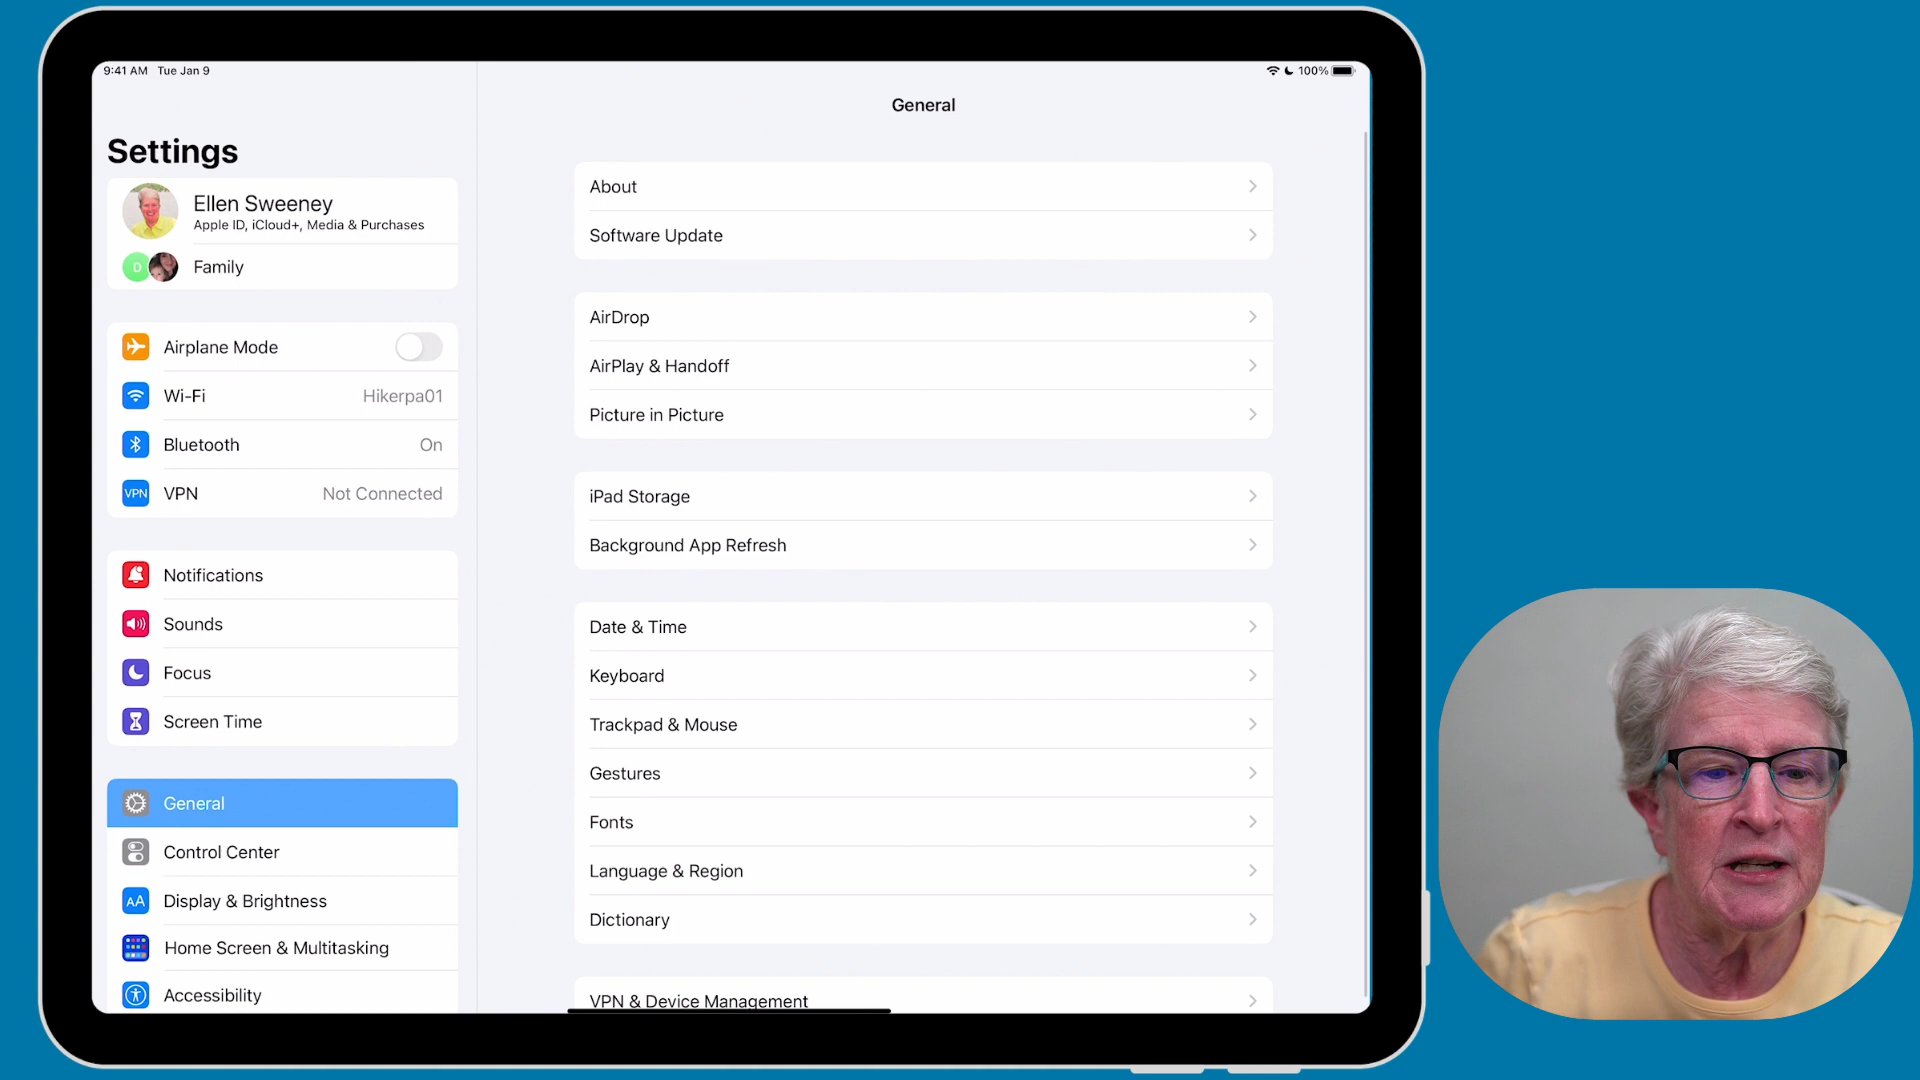 9:41 AM Tue Jan 9
100%
Settings
Ellen Sweeney
Apple ID, iCloud+, Media & Purchases
D
Family
Airplane Mode
Wi-Fi Hikerpa01
Bluetooth On
VPN VPN Not Connected
Notifications
Sounds
Focus
Screen Time
General
Control Center
AA Display & Brightness
Home Screen & Multitasking
Accessibility
General
About
Software Update
AirDrop
AirPlay & Handoff
Picture in Picture
iPad Storage
Background App Refresh
Date & Time
Keyboard
Trackpad & Mouse
Gestures
Fonts
Language & Region
Dictionary
VPN & Device Management